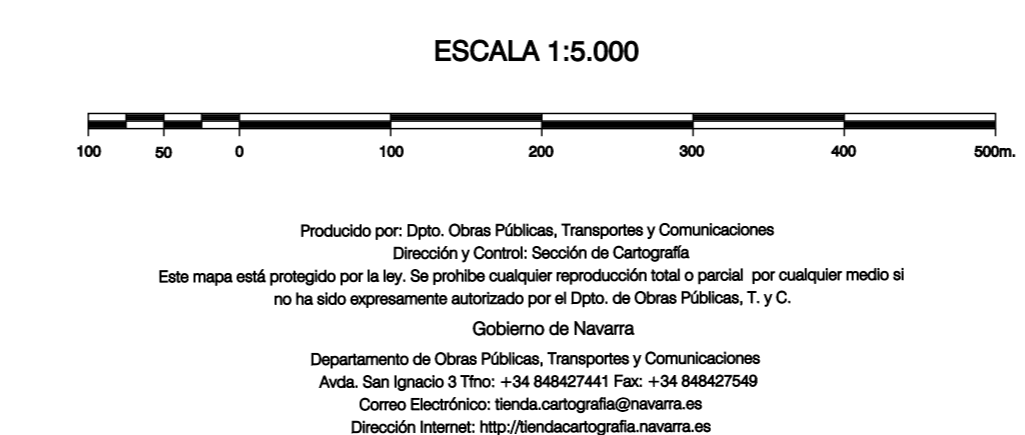 ESCALA 1:5.000
100 50 0 100 200 300 400 500m.
Producido por: Dpto. Obras Públicas, Transportes y Comunicaciones
Dirección y Control: Sección de Cartografía
Este mapa está protegido por la ley. Se prohibe cualquier reproducción total o parcial por cualquier medio si
no ha sido expresamente autorizado por el Dpto. de Obras Públicas, T. y C.
Gobierno de Navarra
Departamento de Obras Públicas, Transportes y Comunicaciones
Avda. San Ignacio 3 Tfno: +34 848427441 Fax: +34 848427549
Correo Electrónico: tienda.cartografia@navarra.es
Dirección Internet: http://tiendacartografia.navarra.es